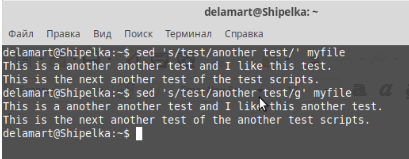 delamart@Shipelka: ~
Файл Правка Вид Поиск Терминал Справка
delamart@Shipelka:~$ sed 's/test/another test/' myfile
This is a another another test and I like this test.
This is the next another test of the test scripts.
delamart@Shipelka:~$ sed 's/test/another test/g' myfile
This is a another another test and I like this another test.
This is the next another test of the another test scripts.
delamart@Shipelka:~$